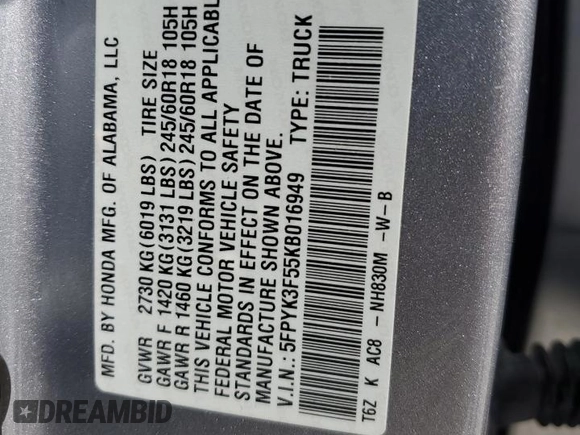 MFD. BY HONDA MFG. OF ALABAMA, LLC
GVWR 2730 KG (6019 LBS) TIRE SIZE
GAWR F 1420 KG (3131 LBS) 245/60R18 105H
GAWR R 1460 KG (3219 LBS) 245/60R18 105H
THIS VEHICLE CONFORMS TO ALL APPLICABL
FEDERAL MOTOR VEHICLE SAFETY
STANDARDS IN EFFECT ON THE DATE OF
MANUFACTURE SHOWN ABOVE.
V.I.N.: 5FPYK3F55KB016949 TYPE: TRUCK
T6Z K AC8 - NH830M -W-B
DREAMBID